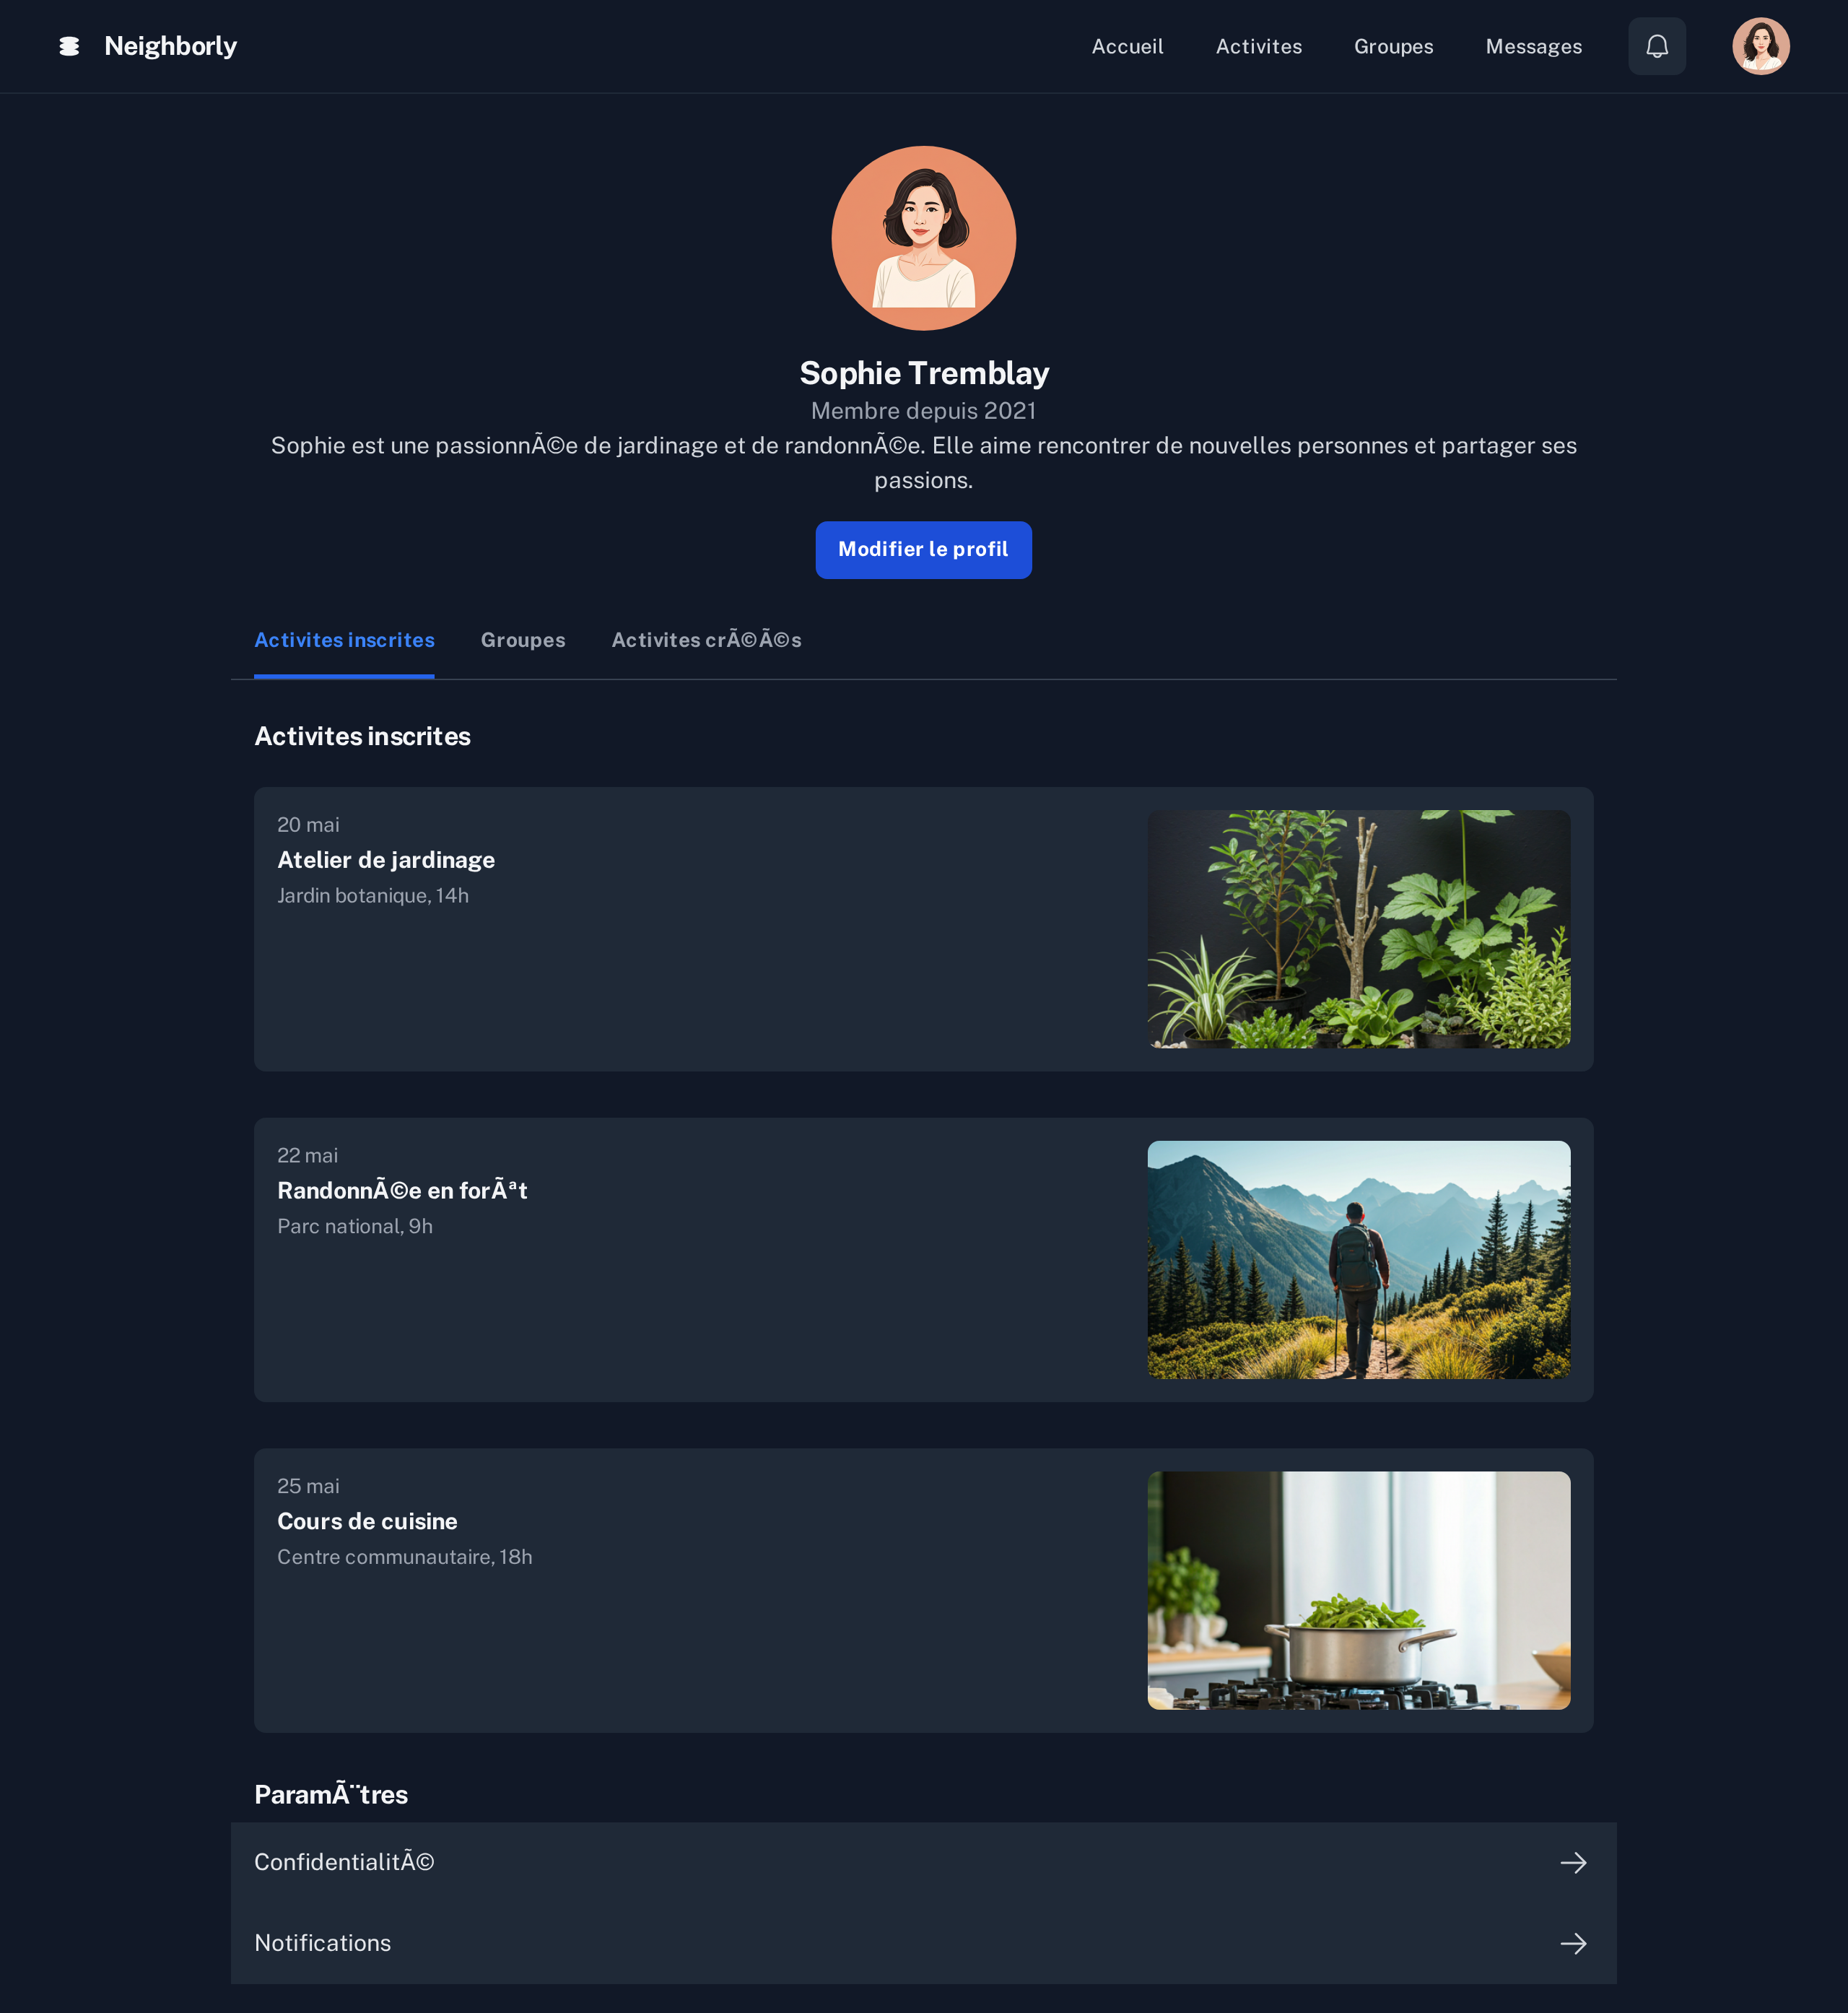 Neighborly
Accueil
Activites
Groupes
Messages
Sophie Tremblay
Membre depuis 2021
Sophie est une passionnÃ©e de jardinage et de randonnÃ©e. Elle aime rencontrer de nouvelles personnes et partager ses
passions.
Modifier le profil
Activites inscrites
Groupes
Activites crÃ©Ã©s
Activites inscrites
20 mai
Atelier de jardinage
Jardin botanique, 14h
22 mai
RandonnÃ©e en forÃªt
Parc national, 9h
25 mai
Cours de cuisine
Centre communautaire, 18h
ParamÃ¨tres
ConfidentialitÃ©
Notifications